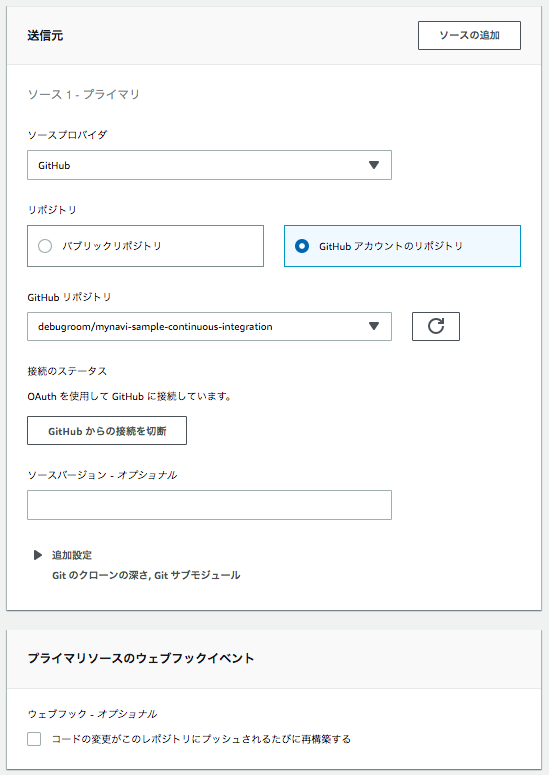 送信元
ソースの追加
ソース 1 - プライマリ
ソースプロバイダ
GitHub
リポジトリ
パブリックリポジトリ
GitHub アカウントのリポジトリ
GitHub リポジトリ
debugroom/mynavi-sample-continuous-integration
接続のステータス
OAuth を使用して GitHub に接続しています。
GitHub からの接続を切断
ソースバージョン - オプショナル
追加設定
Git のクローンの深さ, Git サブモジュール
プライマリソースのウェブフックイベント
ウェブフック - オプショナル
コードの変更がこのレポジトリにプッシュされるたびに再構築する